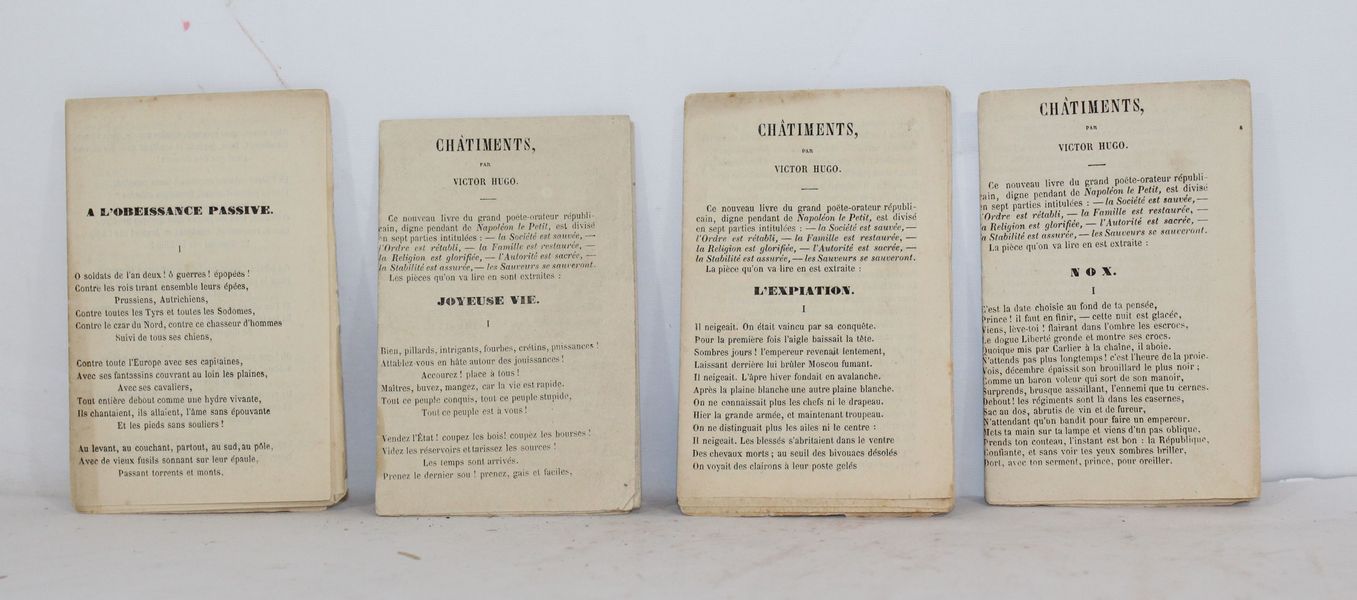 A L'OBEISSANCE PASSIVE.
I
O soldats de l'an deux ! ô guerres ! épopées !
Contre les rois tirant ensemble leurs épées,
Prussiens, Autrichiens,
Contre toutes les Tyrs et toutes les Sodomes,
Contre le czar du Nord, contre ce chasseur d'hommes
Suivi de tous ses chiens,
Contre toute l'Europe avec ses capitaines,
Avec ses fantassins couvrant au loin les plaines,
Avec ses cavaliers,
Tout entière debout comme une hydre vivante,
Ils chantaient, ils allaient, l'âme sans épouvante
Et les pieds sans souliers !
Au levant, au couchant, partout, au sud, au pôle,
Avec de vieux fusils sonnant sur leur épaule,
Passant torrents et monts,
CHÂTIMENTS,
PAR
VICTOR HUGO.
Ce nouveau livre du grand poëte-orateur républi-
cain, digne pendant de Napoléon le Petit, est divisé
en sept parties intitulées : — la Société est sauvée, —
l'Ordre est rétabli, — la Famille est restaurée, —
la Religion est glorifiée, — l'Autorité est sacrée, —
la Stabilité est assurée, — les Sauveurs se sauveront.
Les pièces qu'on va lire en sont extraites :
JOYEUSE VIE.
I
Bien, pillards, intrigants, fourbes, crétins, puissances !
Attablez-vous en hâte autour des jouissances !
Accourez ! place à tous !
Maîtres, buvez, mangez, car la vie est rapide.
Tout ce peuple conquis, tout ce peuple stupide,
Tout ce peuple est à vous !
Vendez l'État ! coupez les bois ! coupez les bourses !
Videz les réservoirs et tarissez les sources !
Les temps sont arrivés.
Prenez le dernier sou ! prenez, gais et faciles,
CHÂTIMENTS,
PAR
VICTOR HUGO.
Ce nouveau livre du grand poëte-orateur républi-
cain, digne pendant de Napoléon le Petit, est divisé
en sept parties intitulées : — la Société est sauvée, —
l'Ordre est rétabli, — la Famille est restaurée, —
la Religion est glorifiée, — l'Autorité est sacrée, —
la Stabilité est assurée, — les Sauveurs se sauveront.
La pièce qu'on va lire en est extraite :
L'EXPIATION.
I
Il neigeait. On était vaincu par sa conquête.
Pour la première fois l'aigle baissait la tête.
Sombres jours ! l'empereur revenait lentement,
Laissant derrière lui brûler Moscou fumant.
Il neigeait. L'âpre hiver fondait en avalanche.
Après la plaine blanche une autre plaine blanche.
On ne connaissait plus les chefs ni le drapeau.
Hier la grande armée, et maintenant troupeau.
On ne distinguait plus les ailes ni le centre :
Il neigeait. Les blessés s'abritaient dans le ventre
Des chevaux morts ; au seuil des bivouacs désolés
On voyait des clairons à leur poste gelés
CHÂTIMENTS,
PAR
VICTOR HUGO.
Ce nouveau livre du grand poëte-orateur républi-
cain, digne pendant de Napoléon le Petit, est divisé
en sept parties intitulées : — la Société est sauvée, —
l'Ordre est rétabli, — la Famille est restaurée, —
la Religion est glorifiée, — l'Autorité est sacrée, —
la Stabilité est assurée, — les Sauveurs se sauveront.
La pièce qu'on va lire en est extraite :
NOX.
I
C'est la date choisie au fond de ta pensée,
Prince ! il faut en finir, — cette nuit est glacée,
Viens, lève-toi ! flairant dans l'ombre les escrocs,
Le dogue Liberté gronde et montre ses crocs.
Quoique mis par Carlier à la chaîne, il aboie.
N'attends pas plus longtemps ! c'est l'heure de la proie.
Vois, décembre épaissit son brouillard le plus noir ;
Comme un baron voleur qui sort de son manoir,
Surprends, brusque assaillant, l'ennemi que tu cernes.
Debout ! les régiments sont là dans les casernes,
Sac au dos, abrutis de vin et de fureur,
N'attendant qu'un bandit pour faire un empereur.
Mets ta main sur ta lampe et viens d'un pas oblique,
Prends ton couteau, l'instant est bon : la République,
Confiante, et sans voir tes yeux sombres briller,
Dort, avec ton serment, prince, pour oreiller.